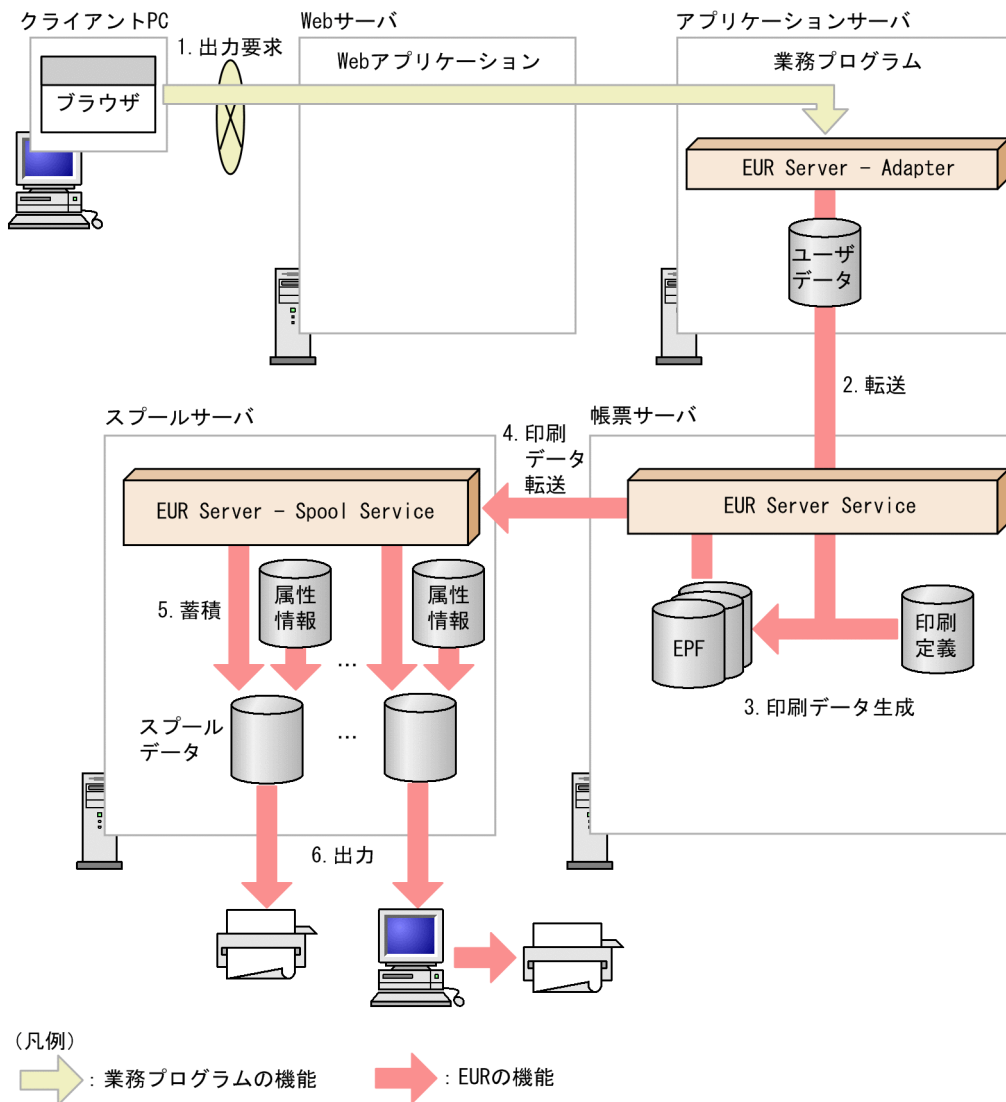 クライアントPC
Webサーバ
アプリケーションサーバ
1.出力要求
ブラウザ
Webアプリケーション
業務プログラム
EUR Server − Adapter
ユーザ
データ
2.転送
スプールサーバ
帳票サーバ
4.印刷
データ
転送
EUR Server − Spool Service
EUR Server Service
5.蓄積
属性
情報
属性
情報
…
EPF
印刷
定義
3.印刷データ生成
スプール
データ
…
6.出力
(凡例)
:業務プログラムの機能
:EURの機能